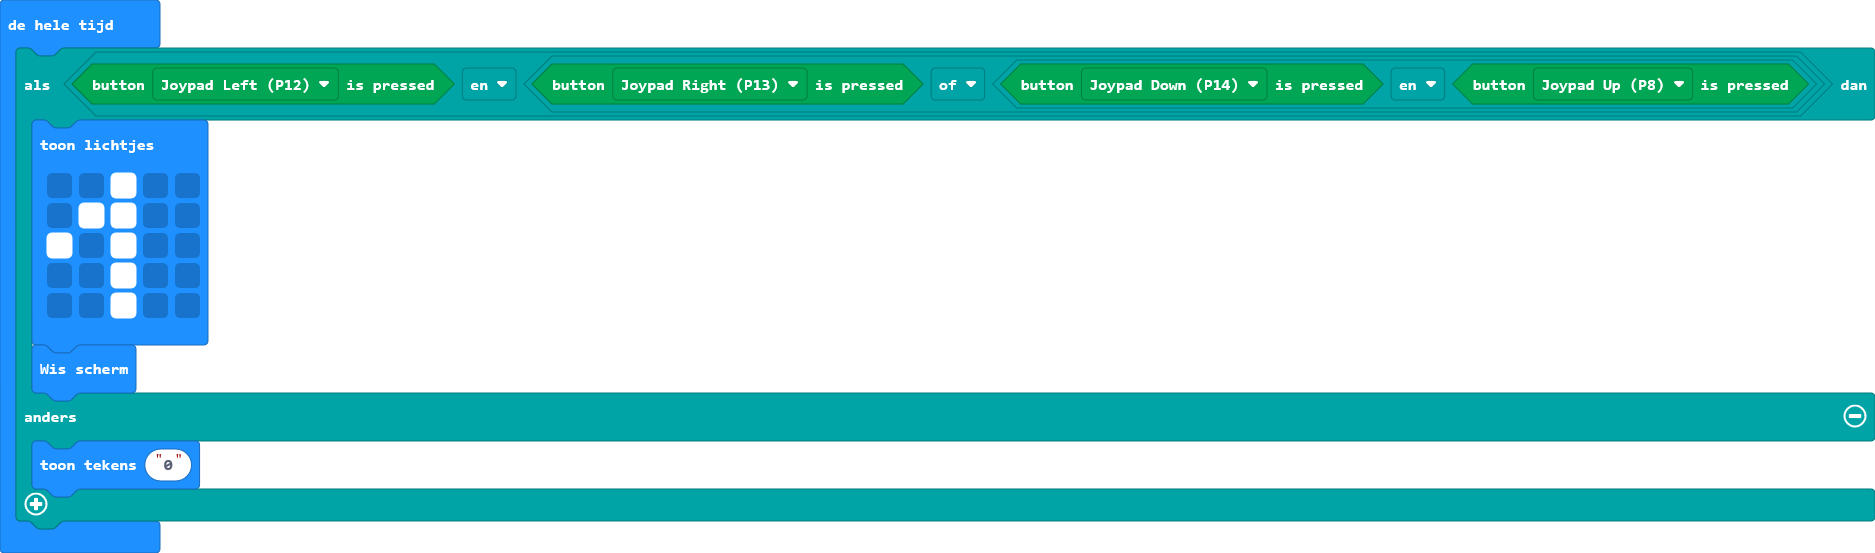 de hele tijd
als button Joypad Left (P12) is pressed en button Joypad Right (P13) is pressed of button Joypad Down (P14) is pressed en button Joypad Up (P8) is pressed dan
toon lichtjes
Wis scherm
anders
toon tekens "0"